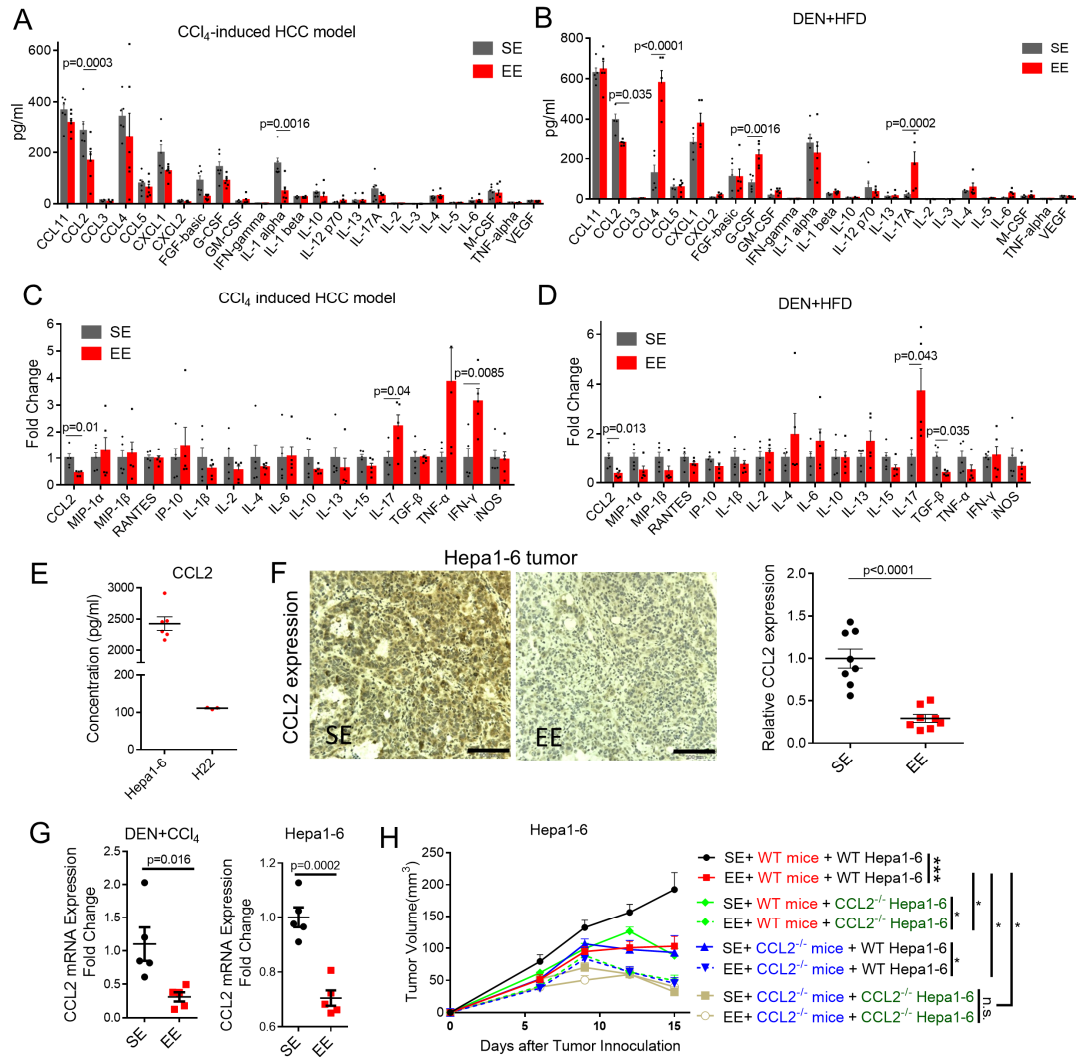 A
CCl4-induced HCC model
pg/ml
600
400
200
0
p=0.0003
p=0.0016
SE
EE
CCL11
CCL2
CCL3
CCL4
CCL5
CXCL1
CXCL2
FGF-basic
G-CSF
GM-CSF
IFN-gamma
IL-1 alpha
IL-1 beta
IL-10
IL-12 p70
IL-13
IL-17A
IL-2
IL-3
IL-4
IL-5
IL-6
M-CSF
TNF-alpha
VEGF
B
DEN+HFD
pg/ml
800
600
400
200
0
p=0.035
p<0.0001
p=0.0016
p=0.0002
SE
EE
CCL11
CCL2
CCL3
CCL4
CCL5
CXCL1
CXCL2
FGF-basic
G-CSF
GM-CSF
IFN-gamma
IL-1 alpha
IL-1 beta
IL-10
IL-12 p70
IL-13
IL-17A
IL-2
IL-3
IL-4
IL-5
IL-6
M-CSF
TNF-alpha
VEGF
C
CCl4 induced HCC model
Fold Change
6
5
4
3
2
1
0
SE
EE
p=0.01
p=0.04
p=0.0085
CCL2
MIP-1α
MIP-1β
RANTES
IP-10
IL-1β
IL-2
IL-4
IL-6
IL-10
IL-13
IL-15
IL-17
TGF-β
TNF-α
IFN-γ
iNOS
D
DEN+HFD
Fold Change
6
4
2
0
SE
EE
p=0.013
p=0.043
p=0.035
CCL2
MIP-1α
MIP-1β
RANTES
IP-10
IL-1β
IL-2
IL-4
IL-6
IL-10
IL-13
IL-15
IL-17
TGF-β
TNF-α
IFN-γ
iNOS
E
CCL2
Concentration (pg/ml)
3000
2500
2000
200
100
0
Hepa1-6
H22
F
Hepa1-6 tumor
CCL2 expression
SE
EE
Relative CCL2 expression
2.0
1.5
1.0
0.5
0.0
p<0.0001
SE
EE
G
DEN+CCl4
CCL2 mRNA Expression
Fold Change
2.5
2.0
1.5
1.0
0.5
0.0
p=0.016
SE
EE
Hepa1-6
CCL2 mRNA Expression
Fold Change
1.2
1.0
0.8
0.6
p=0.0002
SE
EE
H
Hepa1-6
Tumor Volume(mm3)
250
200
150
100
50
0
0
5
10
15
Days after Tumor Innoculation
SE+ WT mice + WT Hepa1-6
EE+ WT mice + WT Hepa1-6
SE+ WT mice + CCL2-/- Hepa1-6
EE+ WT mice + CCL2-/- Hepa1-6
SE+ CCL2-/- mice + WT Hepa1-6
EE+ CCL2-/- mice + WT Hepa1-6
SE+ CCL2-/- mice + CCL2-/- Hepa1-6
EE+ CCL2-/- mice + CCL2-/- Hepa1-6
***
*
*
*
*
*
n.s.